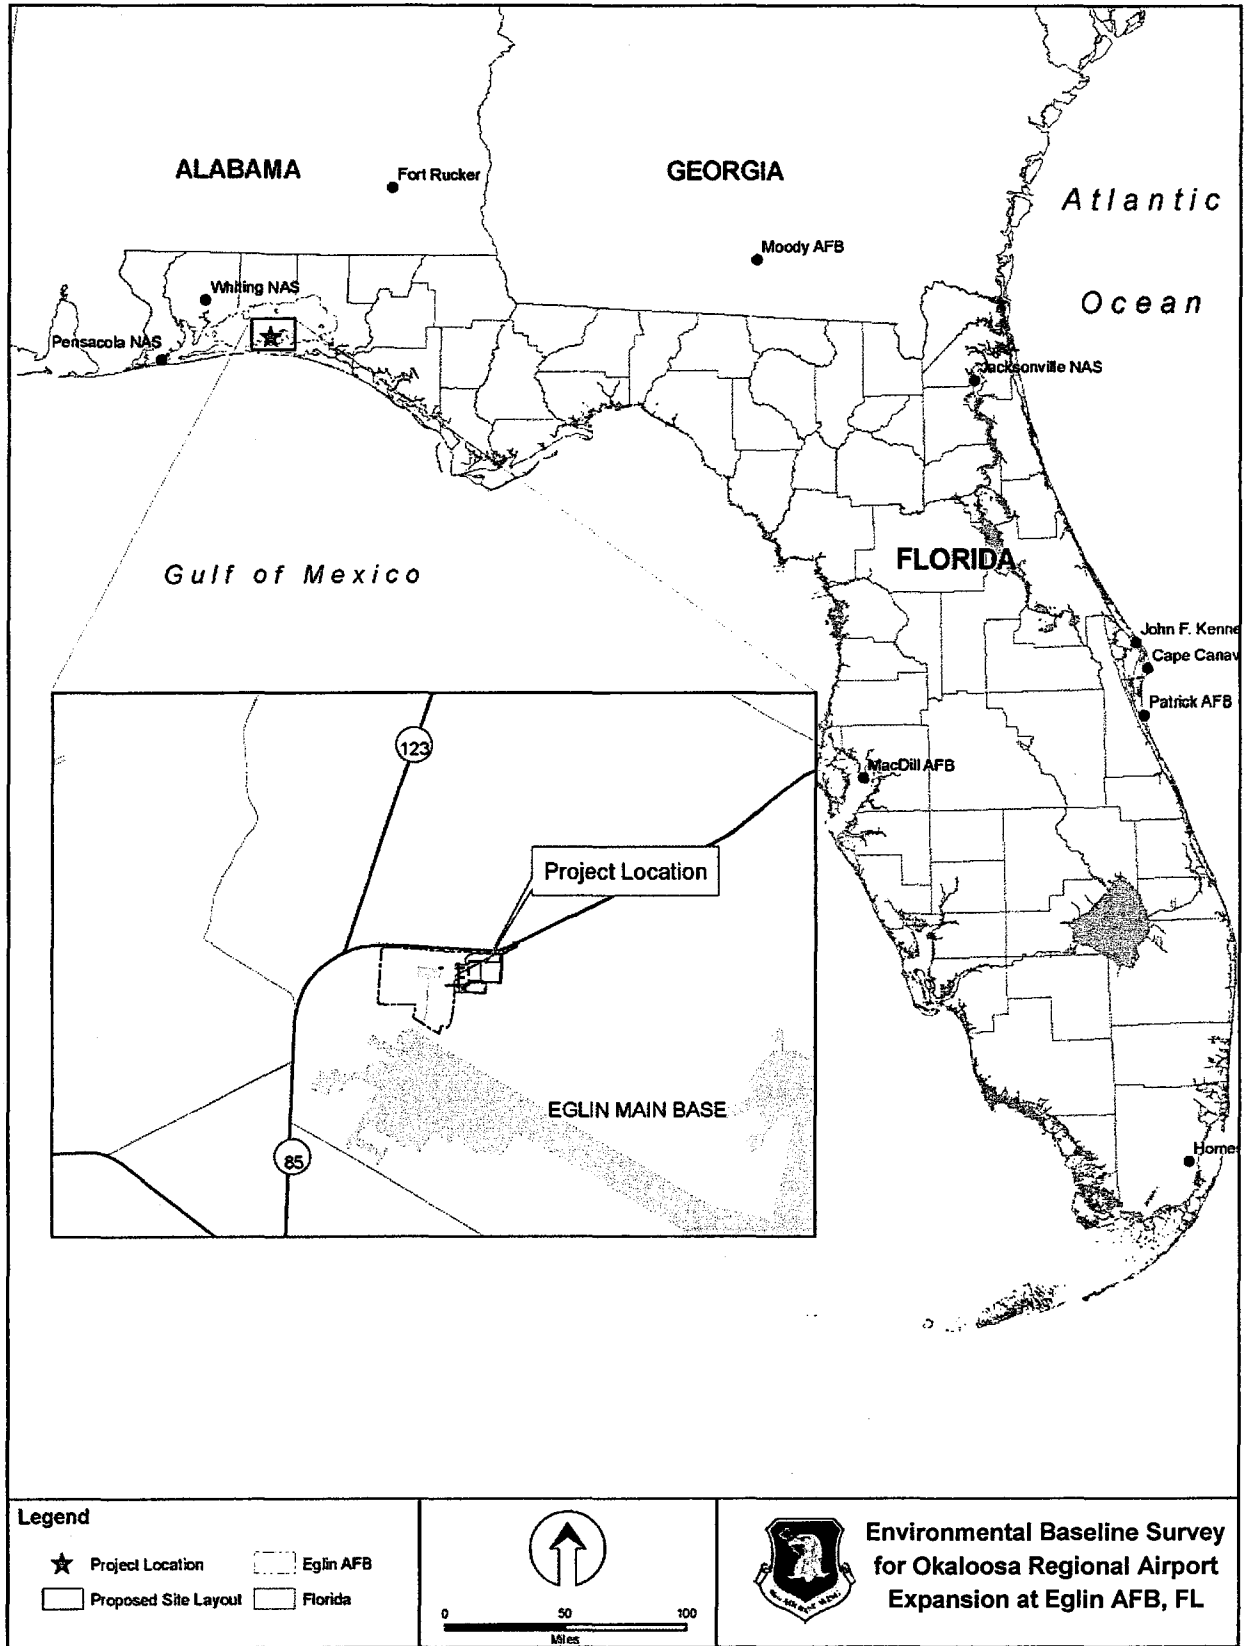 ALABAMA
Fort Rucker
GEORGIA
Atlantic
Moody AFB
Ocean
Whiting NAS
Pensacola NAS
Jacksonville NAS
FLORIDA
Gulf of Mexico
John F. Kenne
Cape Canav
Patrick AFB
123
MacDill AFB
Project Location
EGLIN MAIN BASE
85
Homes
Legend
Project Location
Eglin AFB
Proposed Site Layout
Florida
0 50 100
Miles
Environmental Baseline Survey
for Okaloosa Regional Airport
Expansion at Eglin AFB, FL